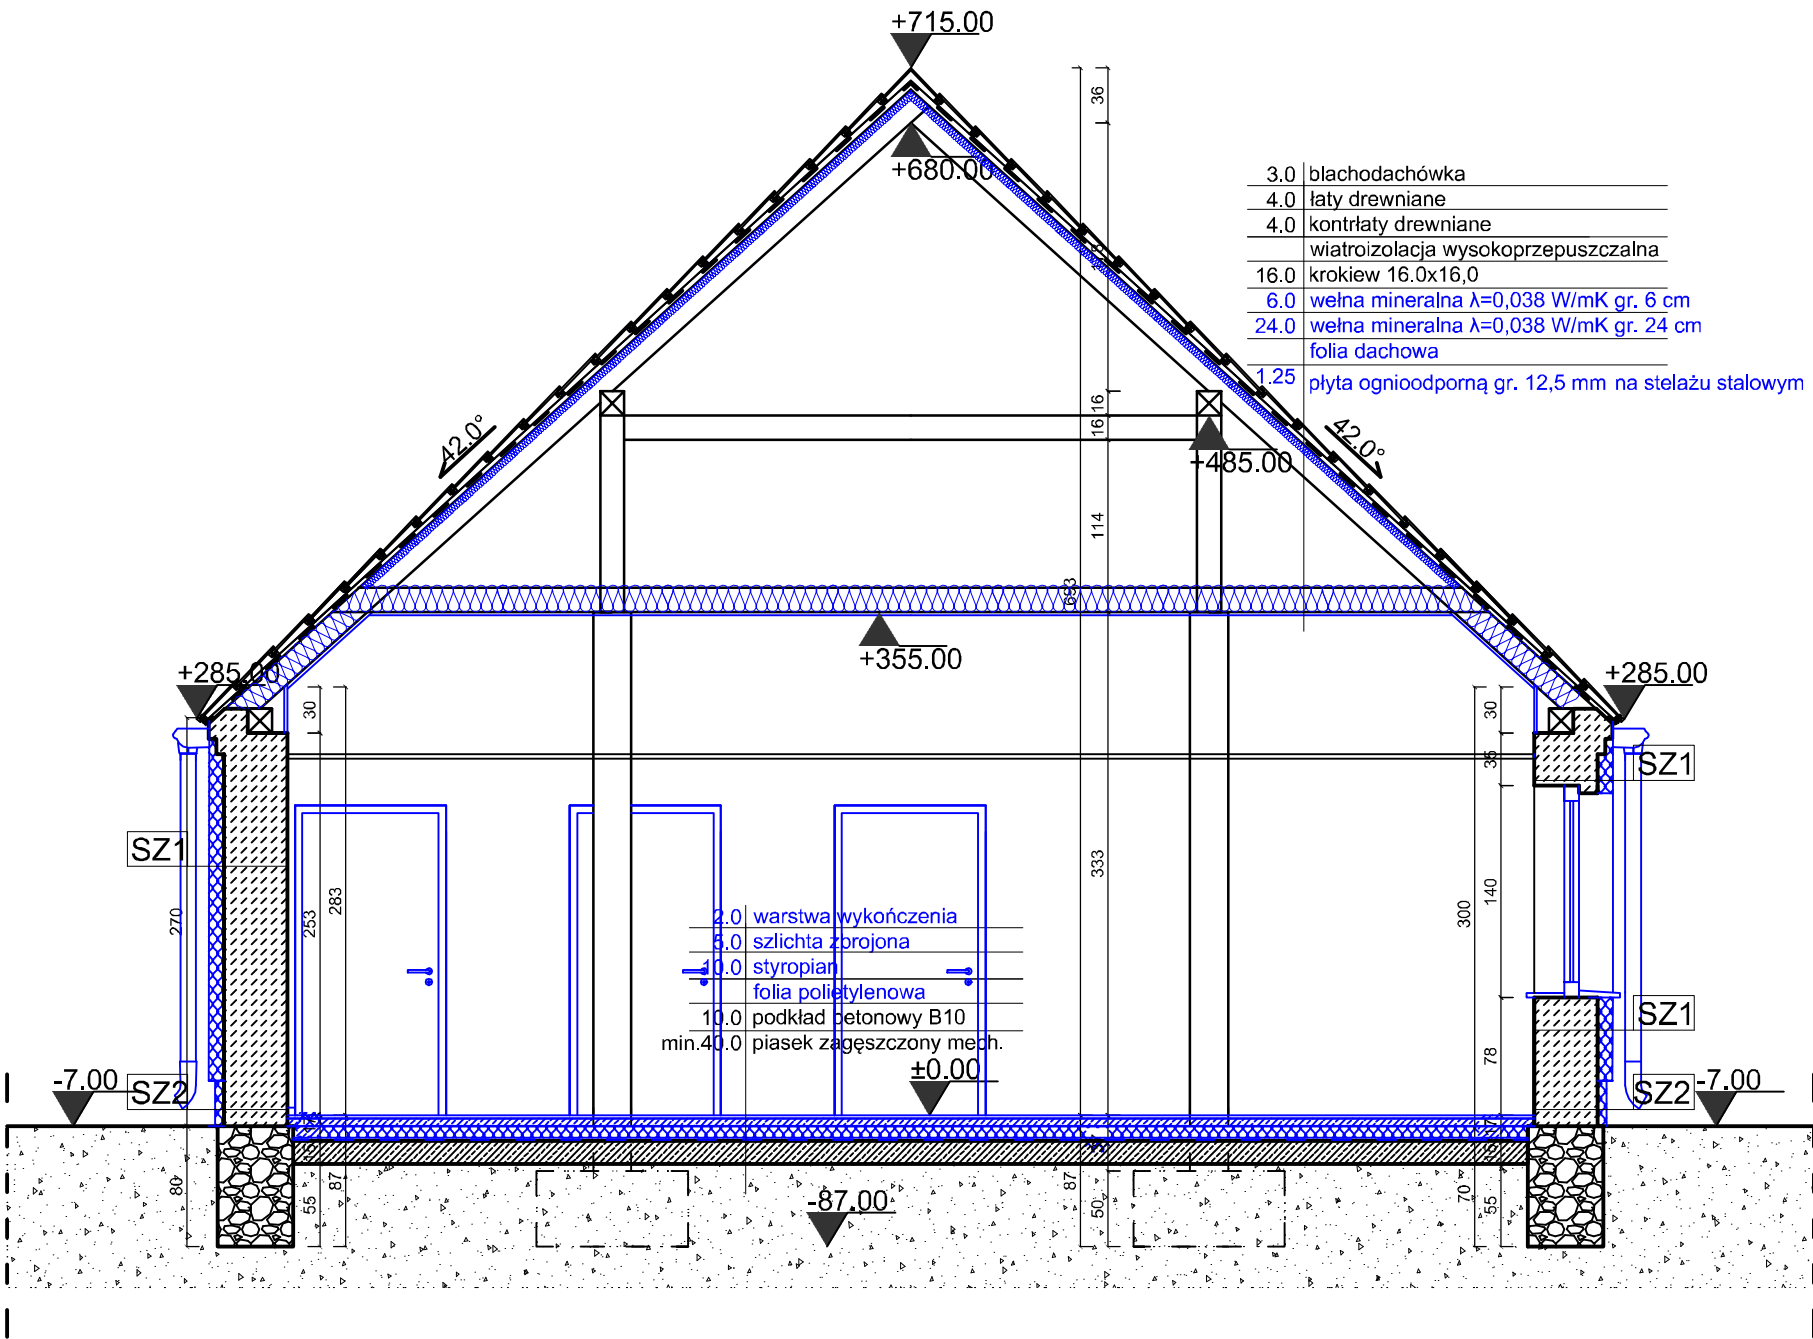 +715.00
36
+680.00
3.0 blachodachówka
4.0 łaty drewniane
4.0 kontrłaty drewniane
wiatroizolacja wysokoprzepuszczalna
16.0 krokiew 16.0x16,0
6.0 wełna mineralna λ=0,038 W/mK gr. 6 cm
24.0 wełna mineralna λ=0,038 W/mK gr. 24 cm
folia dachowa
1.25 płyta ognioodporną gr. 12,5 mm na stelażu stalowym
16
16
42.0°
42.0°
+485.00
114
693
+355.00
+285.00
+285.00
30
30
35
SZ1
SZ1
333
140
300
283
253
270
2.0 warstwa wykończenia
5.0 szlichta zbrojona
10.0 styropian
folia polietylenowa
10.0 podkład betonowy B10
min.40.0 piasek zagęszczony mech.
SZ1
78
±0.00
-7.00
SZ2
SZ2
-7.00
80
55
87
87
50
-87.00
70
55